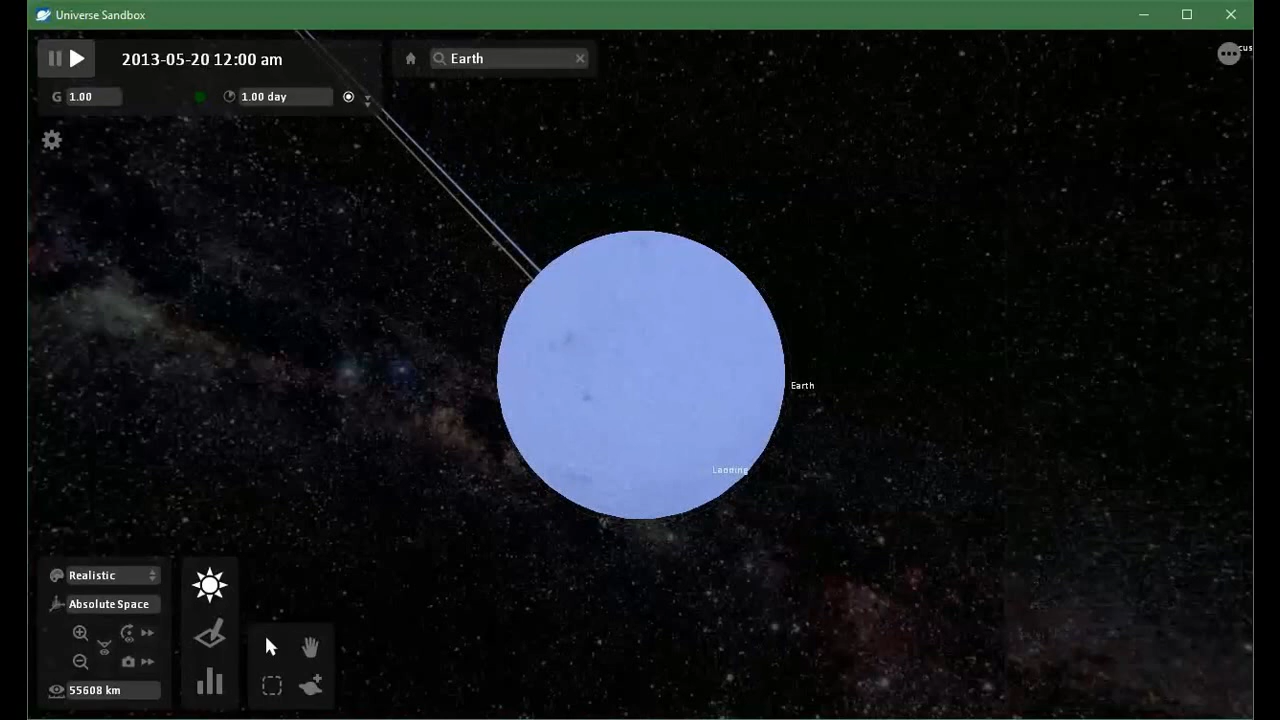 Universe Sandbox
2013-05-20 12:00 am
Earth
cus
G 1.00
1.00 day
Earth
Realistic
Absolute Space
55608 km